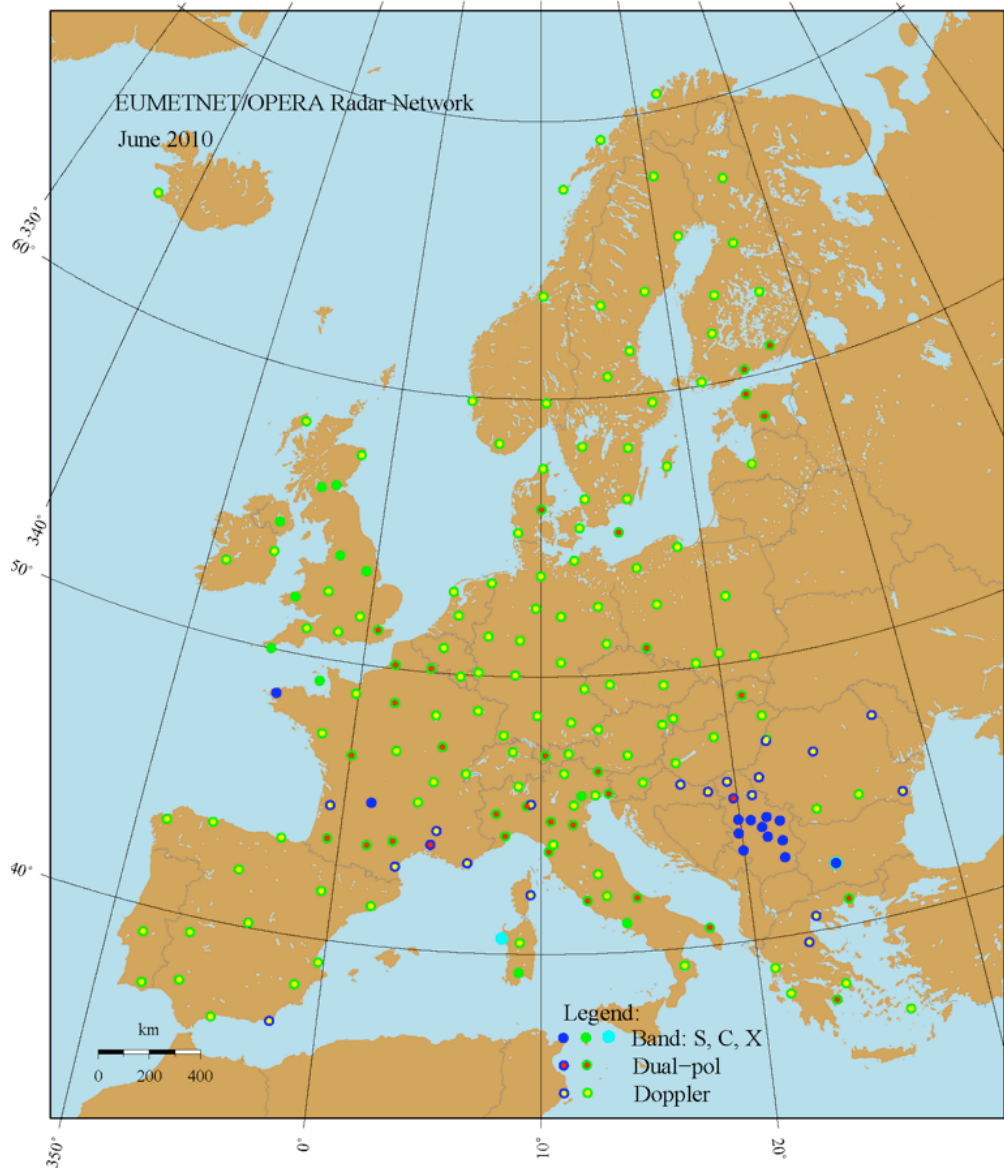 EUMETNET/OPERA Radar Network
June 2010
330°
60°
340°
50°
40°
km
0 200 400
Legend:
Band: S, C, X
Dual-pol
Doppler
350° 0° 10° 20°